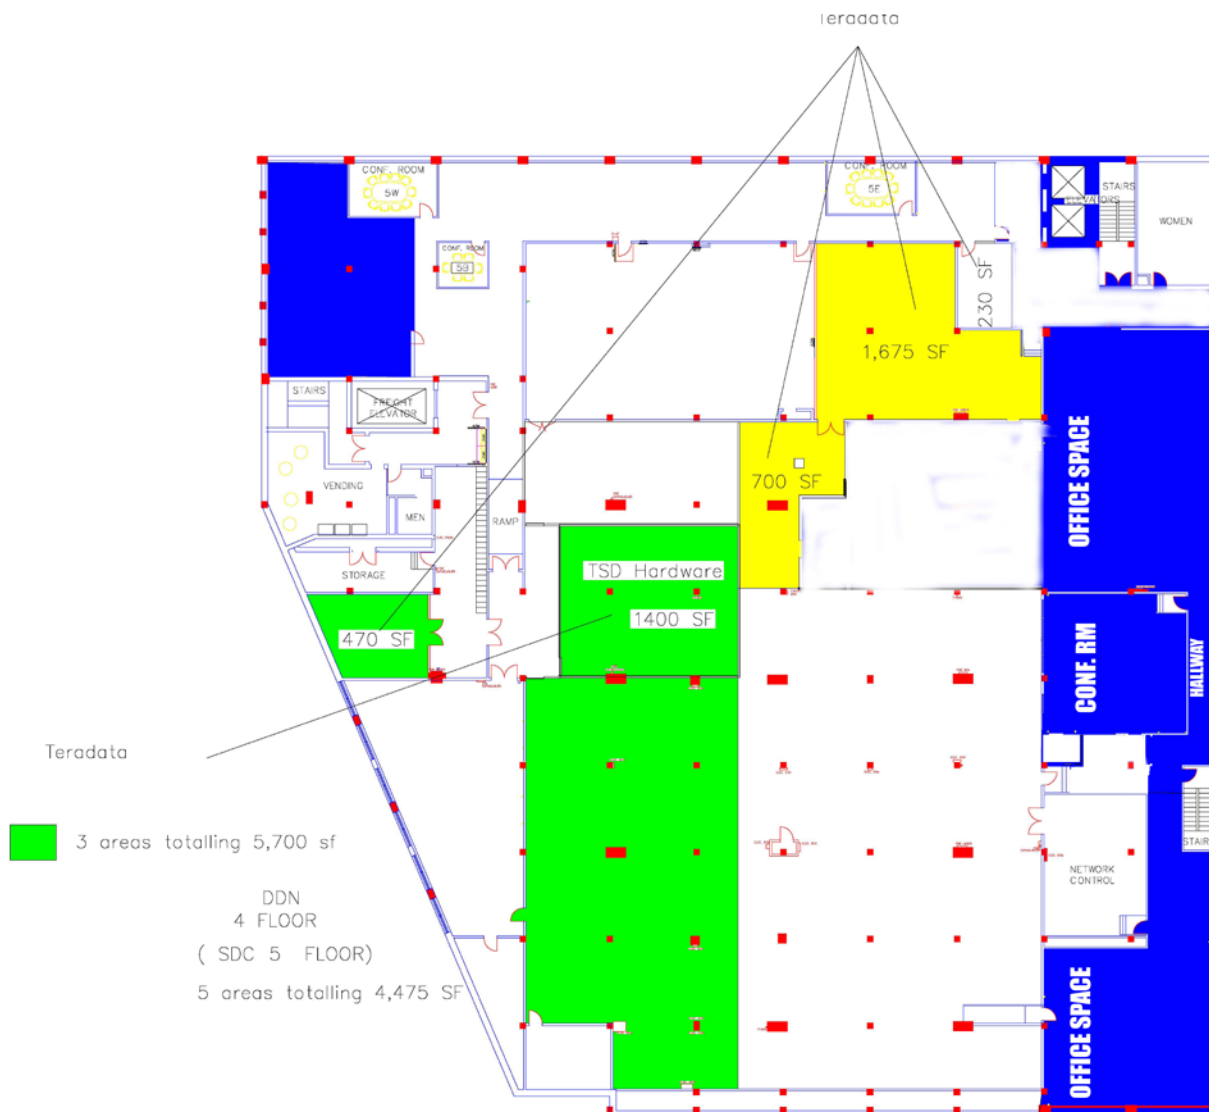 Teradata
CONF. ROOM
5W
CONF. ROOM
5E
STAIRS
ELEVATORS
WOMEN
CONF. ROOM
5B
230 SF
1,675 SF
STAIRS
FREIGHT
ELEVATOR
OFFICE SPACE
700 SF
VENDING
MEN
RAMP
STORAGE
TSD Hardware
1400 SF
470 SF
CONF. RM
HALLWAY
Teradata
3 areas totalling 5,700 sf
STAIR
NETWORK
CONTROL
DDN
4 FLOOR
( SDC 5 FLOOR)
5 areas totalling 4,475 SF
OFFICE SPACE